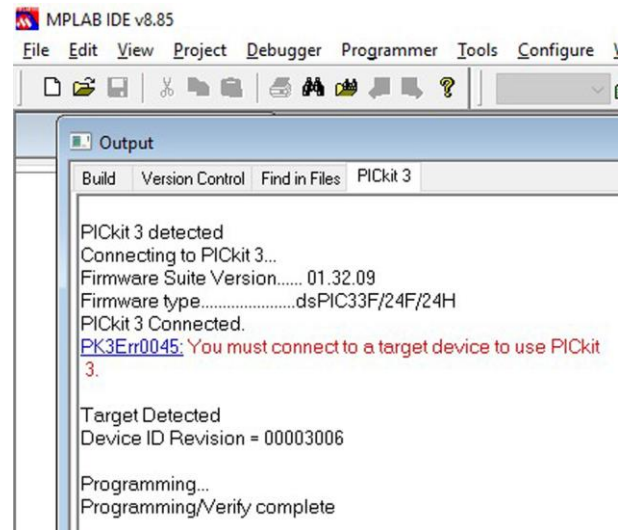 MPLAB IDE v8.85
File Edit View Project Debugger Programmer Tools Configure
Output
Build Version Control Find in Files PICkit 3
PICkit 3 detected
Connecting to PICkit 3...
Firmware Suite Version...... 01.32.09
Firmware type......................dsPIC33F/24F/24H
PICkit 3 Connected.
PK3Err0045: You must connect to a target device to use PICkit
3.
Target Detected
Device ID Revision = 00003006
Programming...
Programming/Verify complete